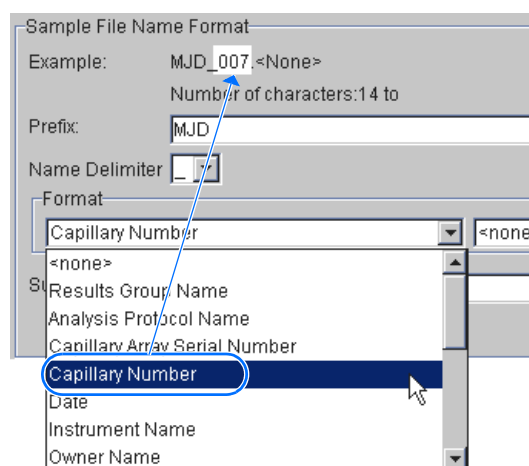 Sample File Name Format
Example: MJD_007.<None>
Number of characters:14 to
Prefix: MJD
Name Delimiter _
Format
Capillary Number <none
<none>
Su
Results Group Name
Analysis Protocol Name
Capillary Array Serial Number
Capillary Number
Date
Instrument Name
Owner Name